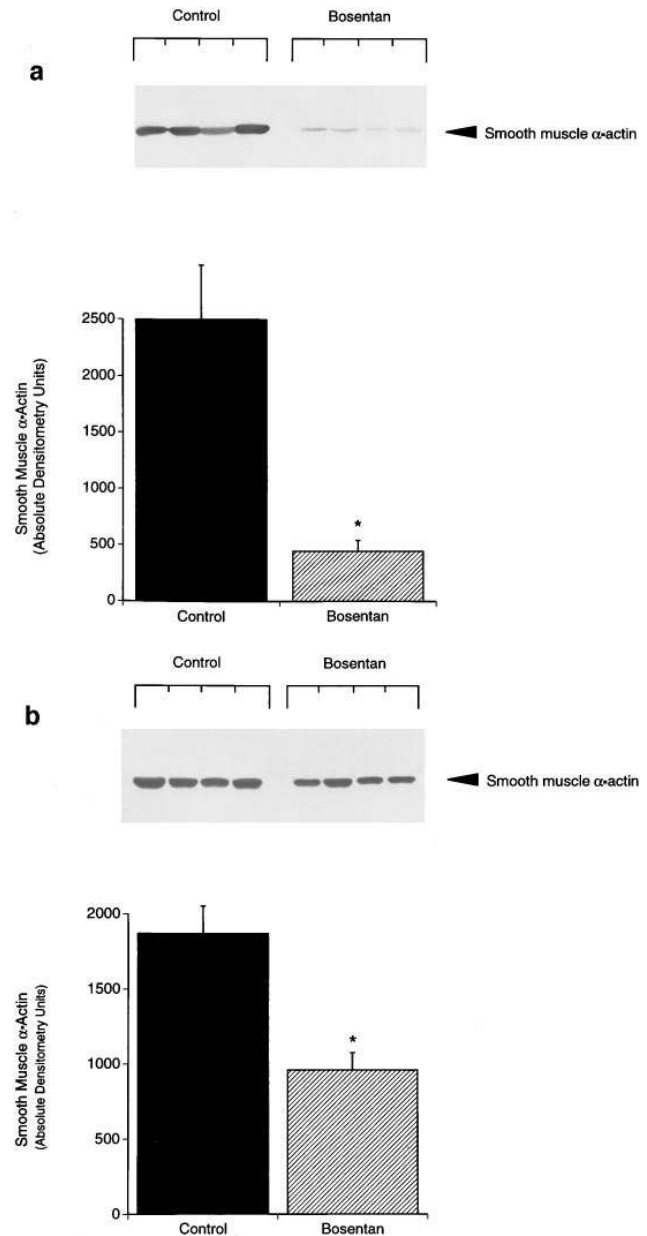 Control Bosentan
a
Smooth muscle α-actin
Smooth Muscle α-Actin
(Absolute Densitometry Units)
2500
2000
1500
1000
500
0
*
Control Bosentan
Control Bosentan
b
Smooth muscle α-actin
Smooth Muscle α-Actin
(Absolute Densitometry Units)
2000
1500
1000
500
0
*
Control Bosentan